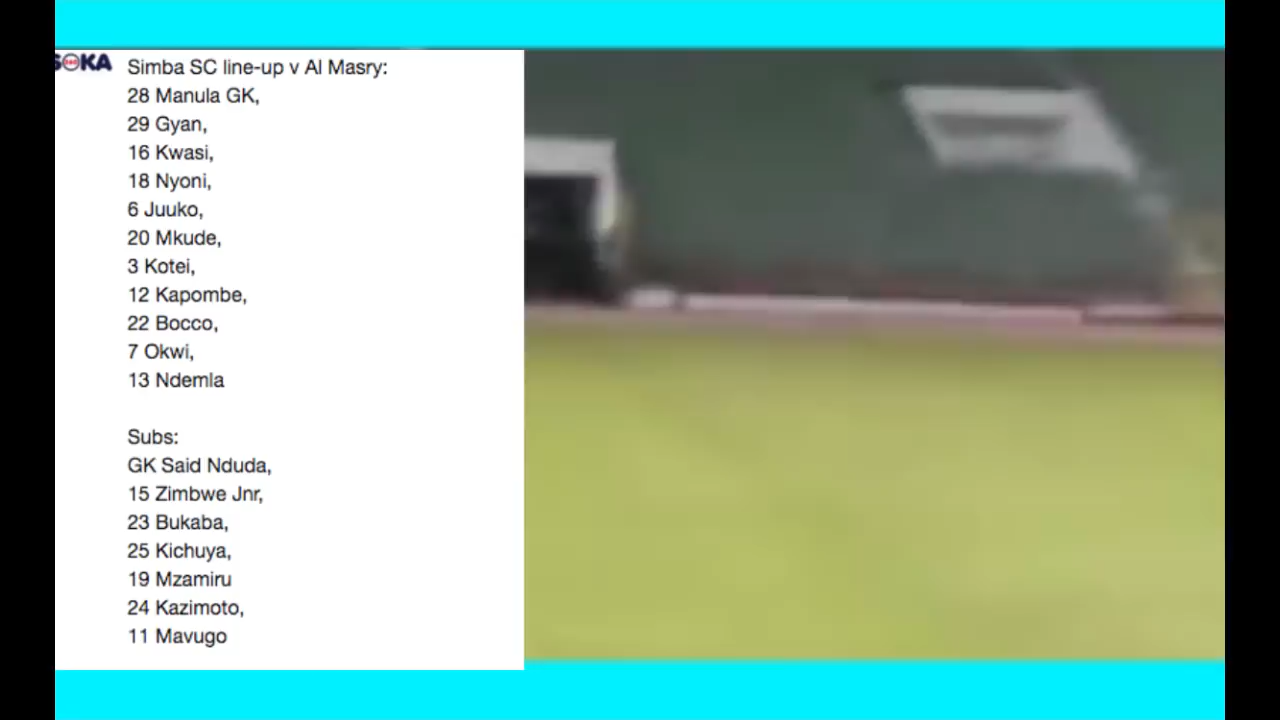 SOKA
Simba SC line-up v Al Masry:
28 Manula GK,
29 Gyan,
16 Kwasi,
18 Nyoni,
6 Juuko,
20 Mkude,
3 Kotei,
12 Kapombe,
22 Bocco,
7 Okwi,
13 Ndemla
Subs:
GK Said Nduda,
15 Zimbwe Jnr,
23 Bukaba,
25 Kichuya,
19 Mzamiru
24 Kazimoto,
11 Mavugo